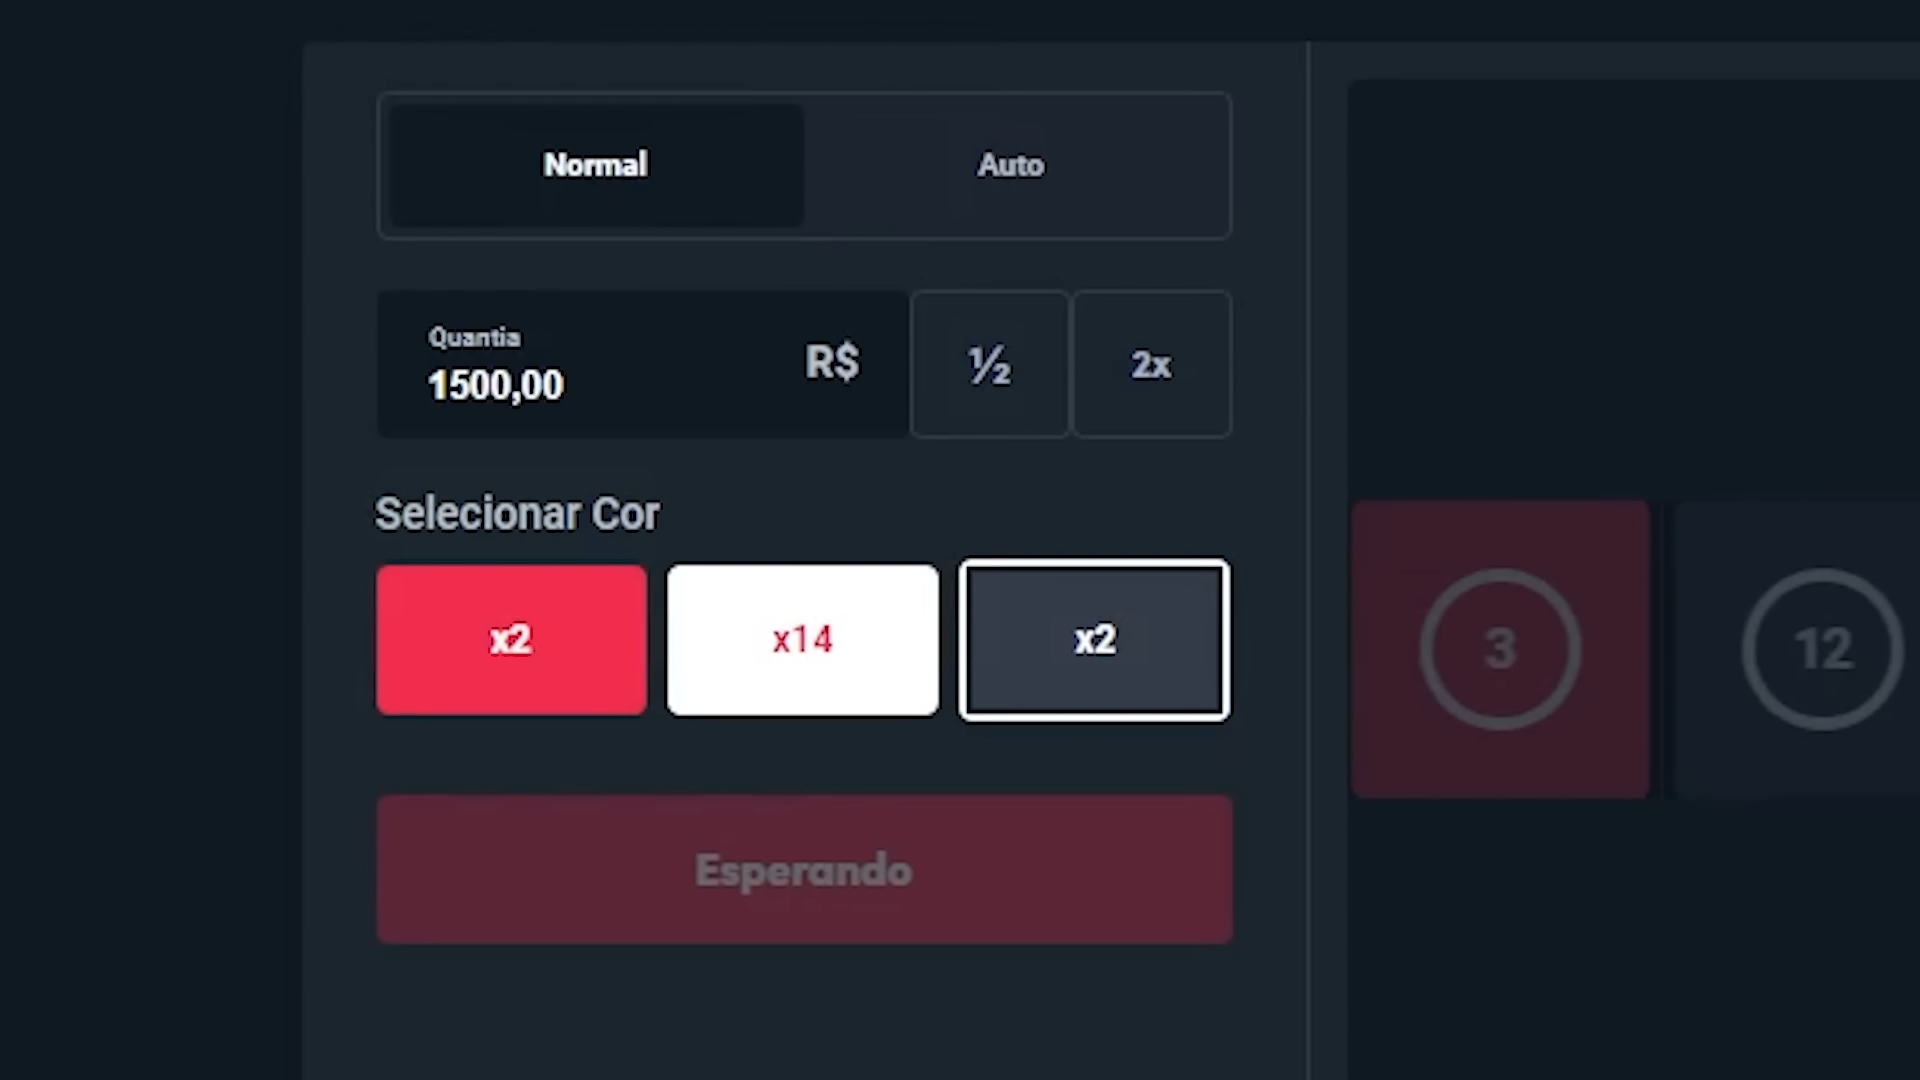 Normal Auto
Quantia
1500,00 R$ ½ 2x
Selecionar Cor
x2 x14 x2
3 12
Esperando